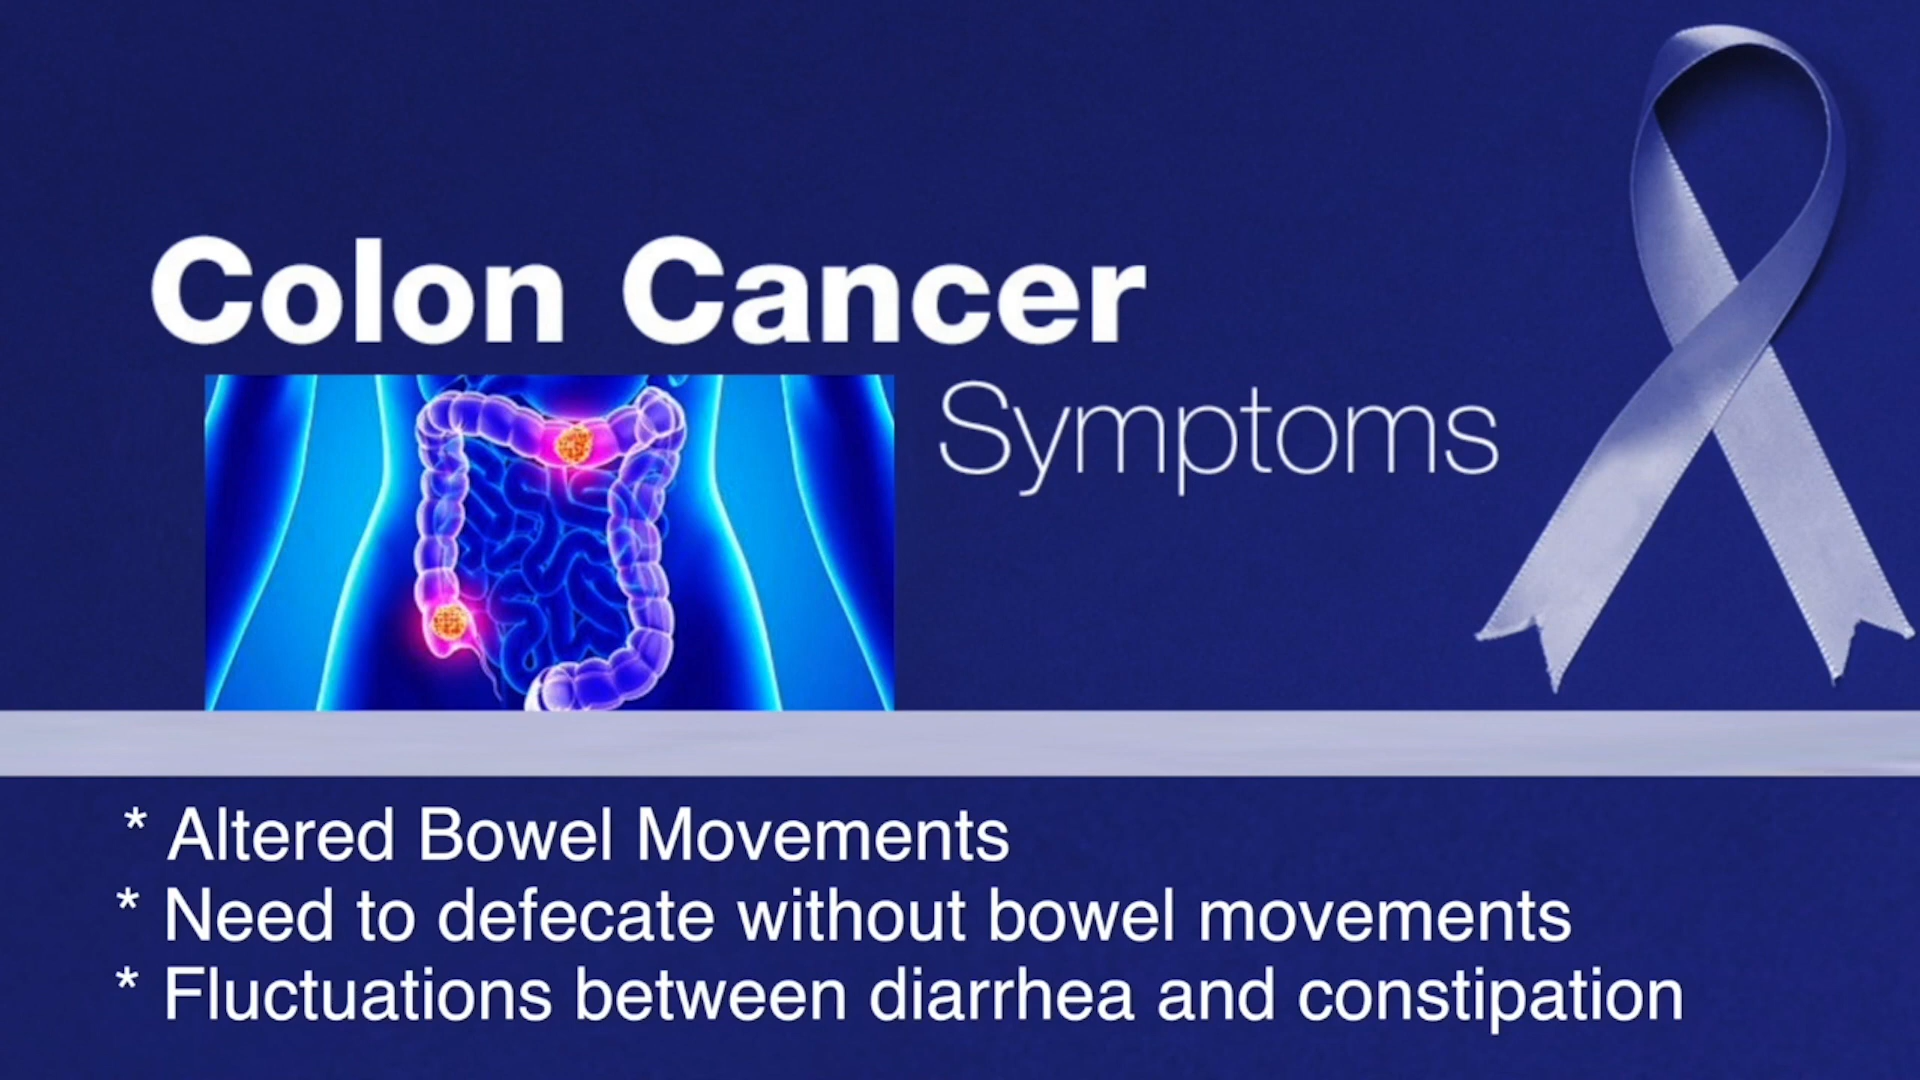 Colon Cancer
Symptoms
* Altered Bowel Movements
* Need to defecate without bowel movements
* Fluctuations between diarrhea and constipation